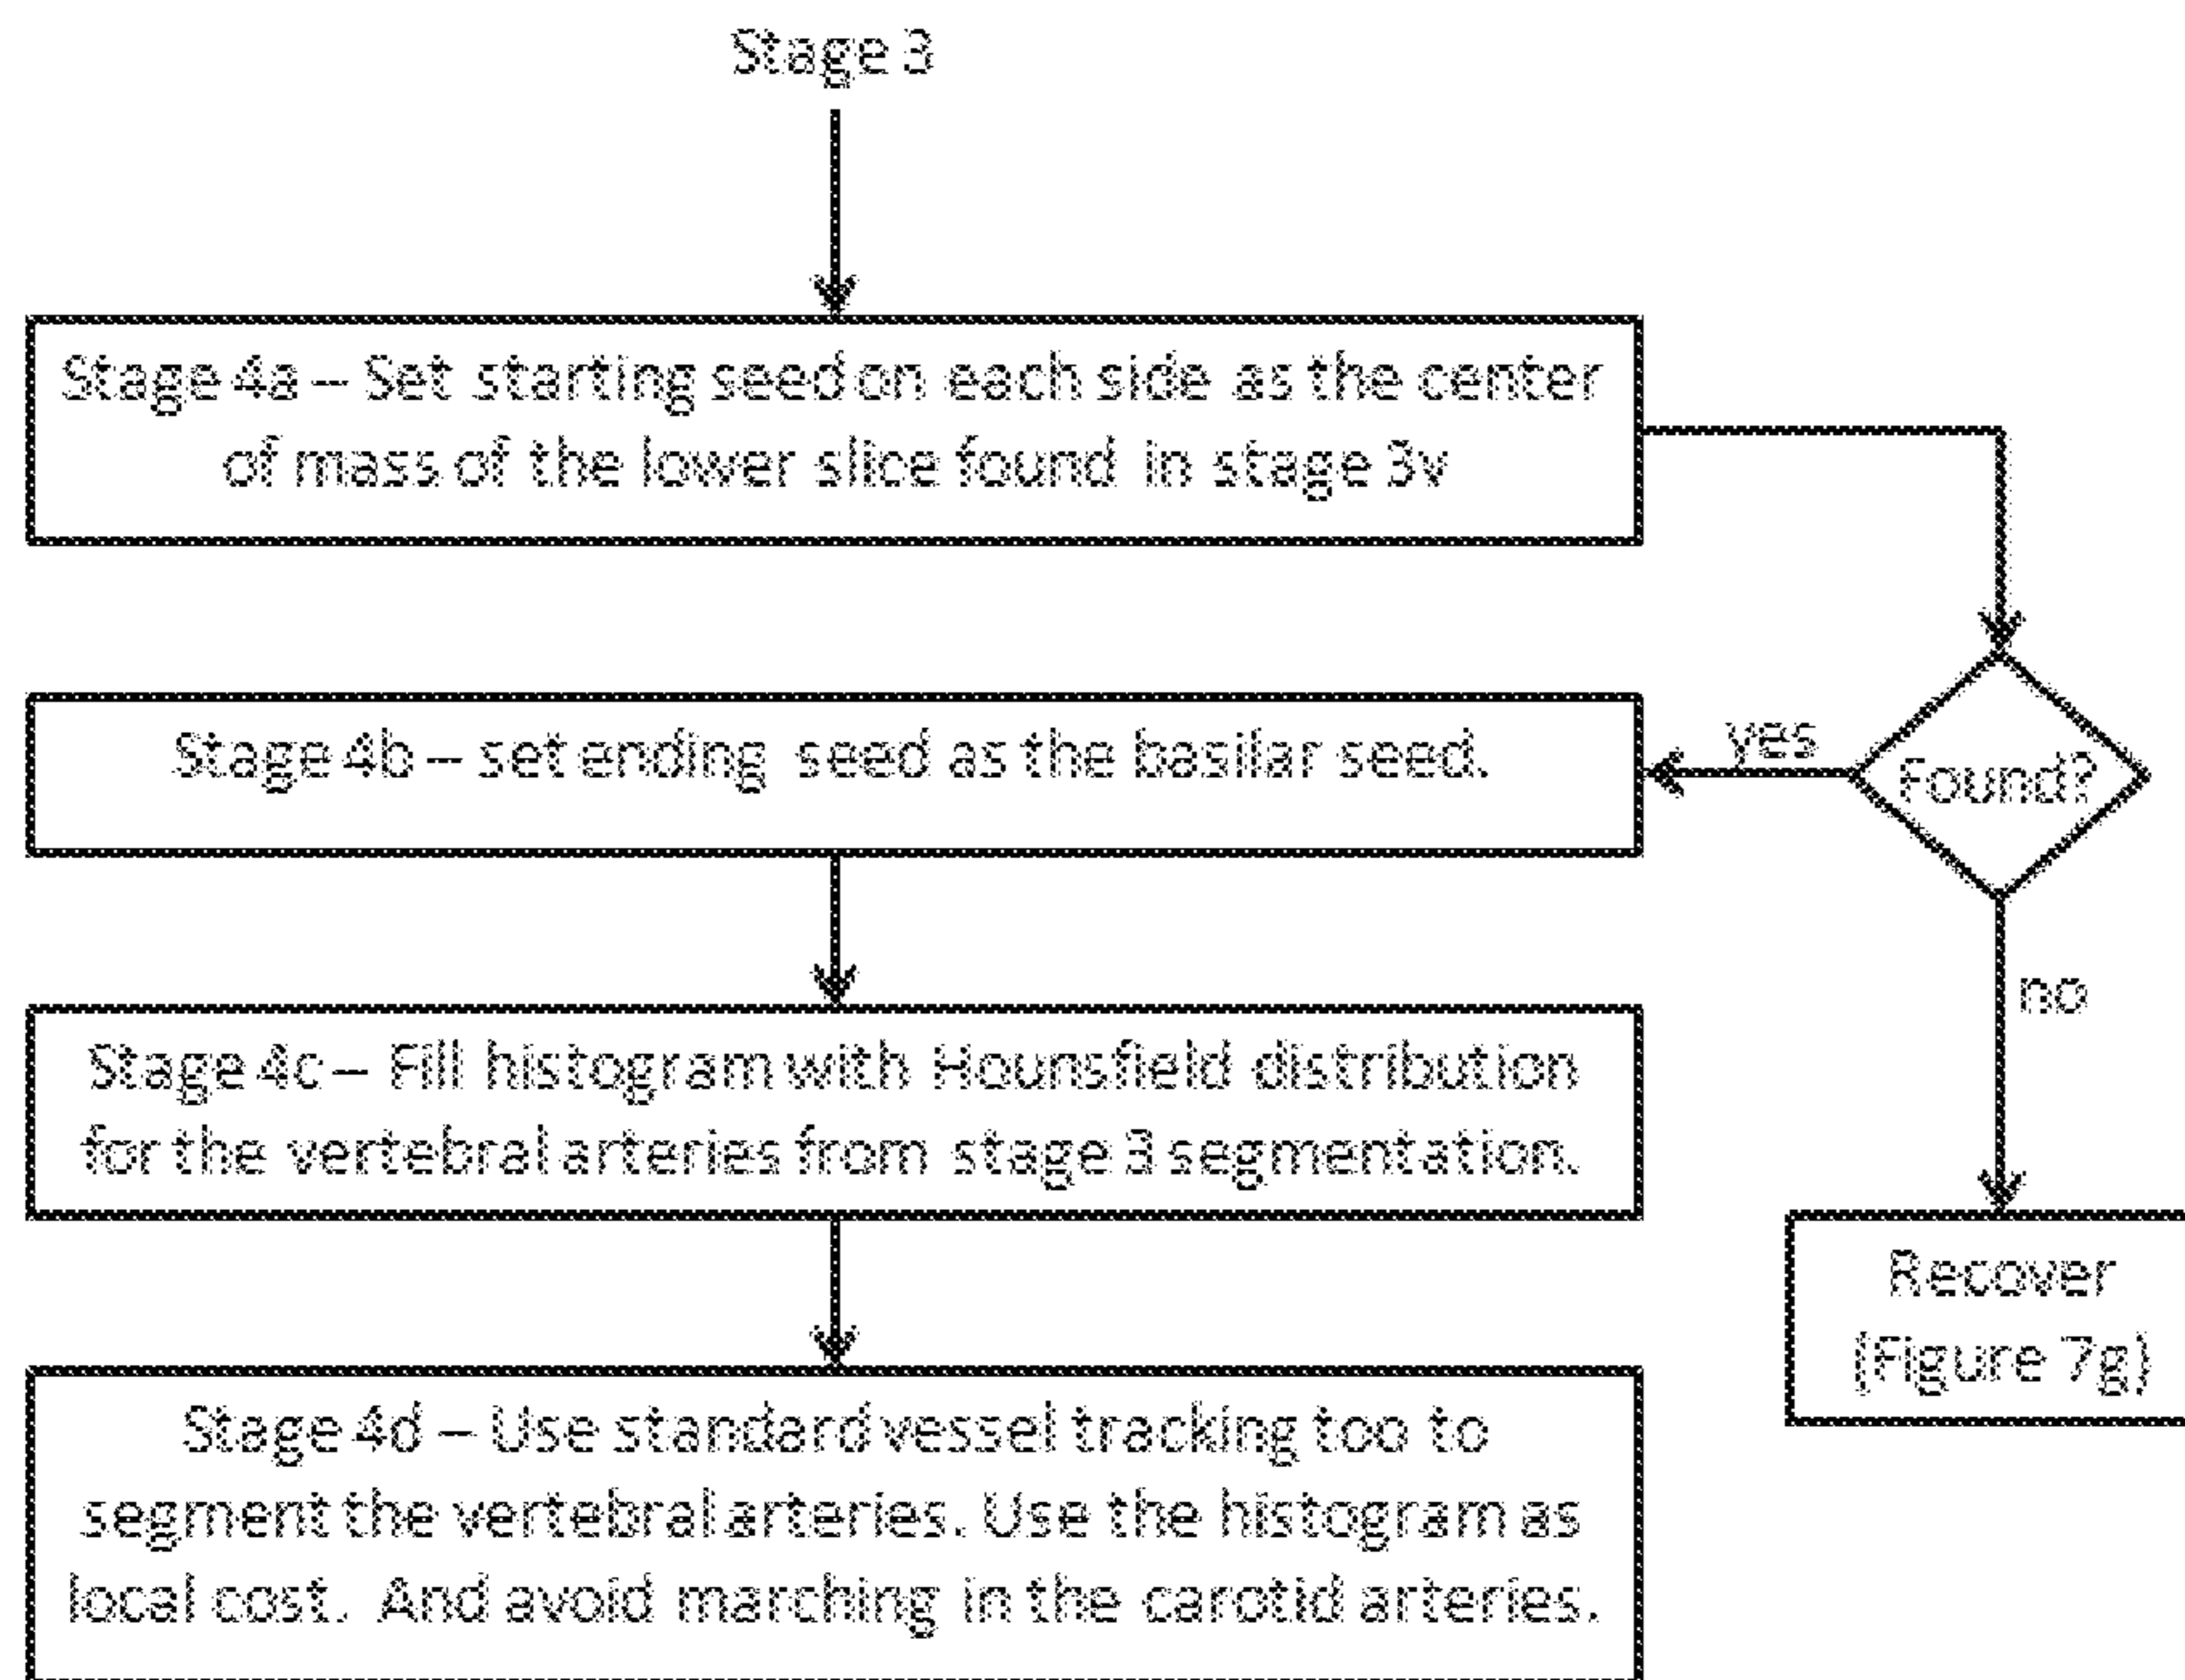 Stage 3
Stage 4a – Set starting seed on each side as the center
of mass of the lower slice found in stage 3v
Stage 4b – set ending seed as the basilar seed.
yes
Found?
no
Stage 4c – Fill histogram with Hounsfield distribution
for the vertebral arteries from stage 3 segmentation.
Recover
(Figure 7g)
Stage 4d – Use standard vessel tracking too to
segment the vertebral arteries. Use the histogram as
local cost. And avoid marching in the carotid arteries.